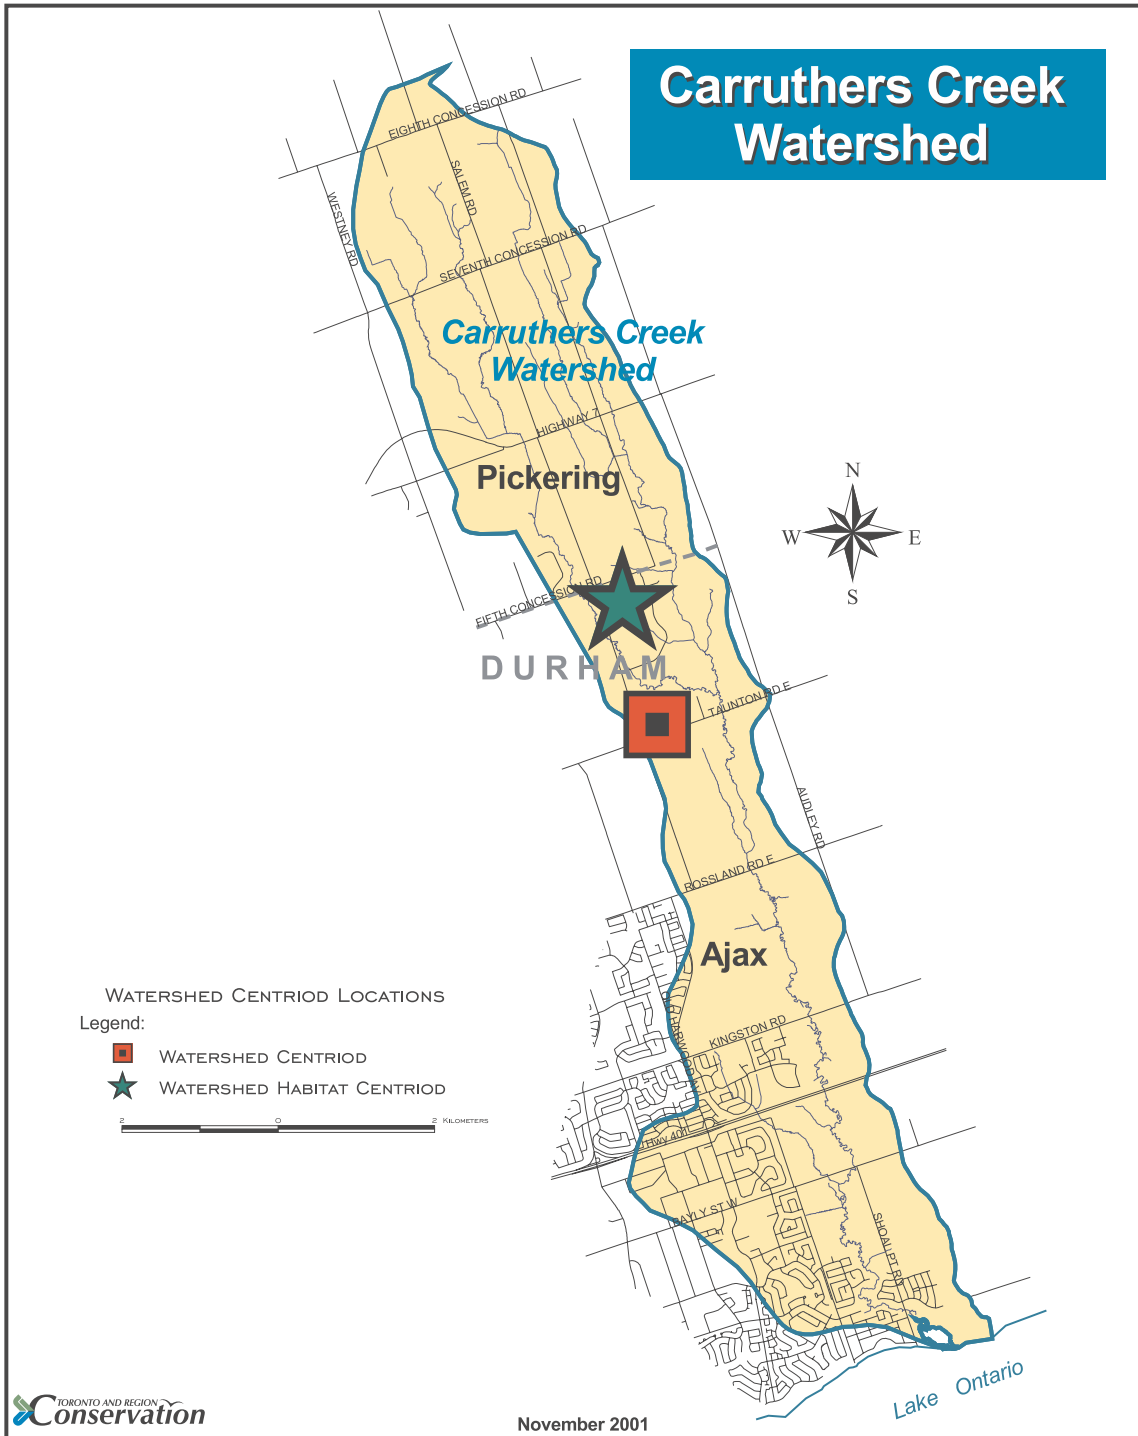 Carruthers Creek
Watershed
EIGHTH CONCESSION RD
SALEM RD
WESTNEY RD
SEVENTH CONCESSION RD
Carruthers Creek
Watershed
HIGHWAY 7
Pickering
N
W
E
S
FIFTH CONCESSION RD
DURHAM
TAUNTON RD E
AUDLEY RD
ROSSLAND RD E
Ajax
WATERSHED CENTRIOD LOCATIONS
Legend:
WATERSHED CENTRIOD
WATERSHED HABITAT CENTRIOD
2 0 2 KILOMETERS
HARWOOD AV
KINGSTON RD
Hwy 401
BAYLY ST W
SHOAL PT RD
Lake Ontario
TORONTO AND REGION
Conservation
November 2001